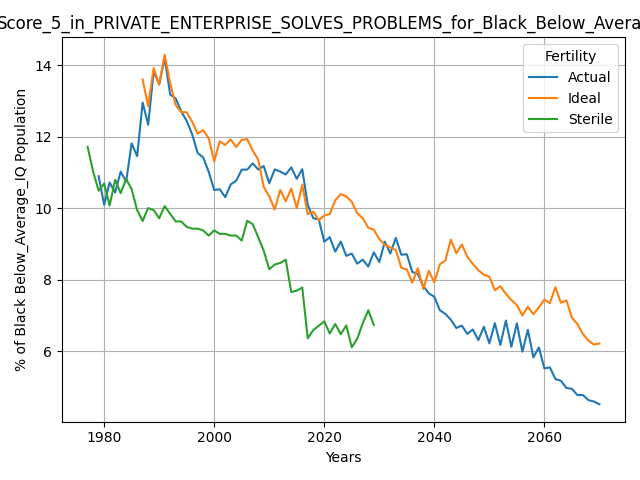 Score_5_in_PRIVATE_ENTERPRISE_SOLVES_PROBLEMS_for_Black_Below_Avera
% of Black Below_Average_IQ Population
14
12
10
8
6
Fertility
Actual
Ideal
Sterile
1980 2000 2020 2040 2060
Years